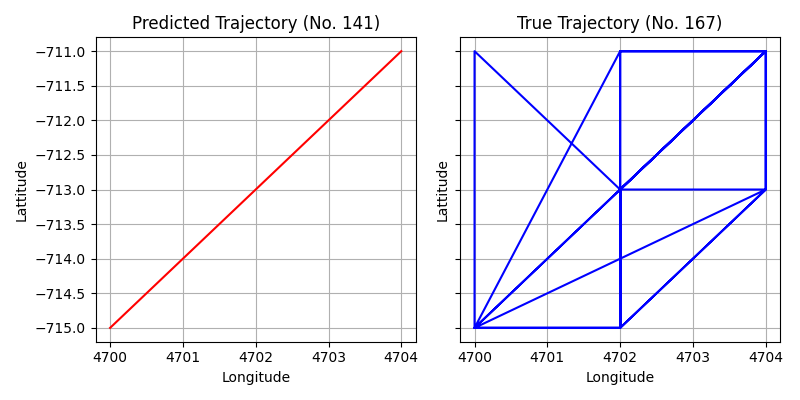 Predicted Trajectory (No. 141)
Lattitude
−711.0
−711.5
−712.0
−712.5
−713.0
−713.5
−714.0
−714.5
−715.0
4700 4701 4702 4703 4704
Longitude
True Trajectory (No. 167)
Lattitude
4700 4701 4702 4703 4704
Longitude